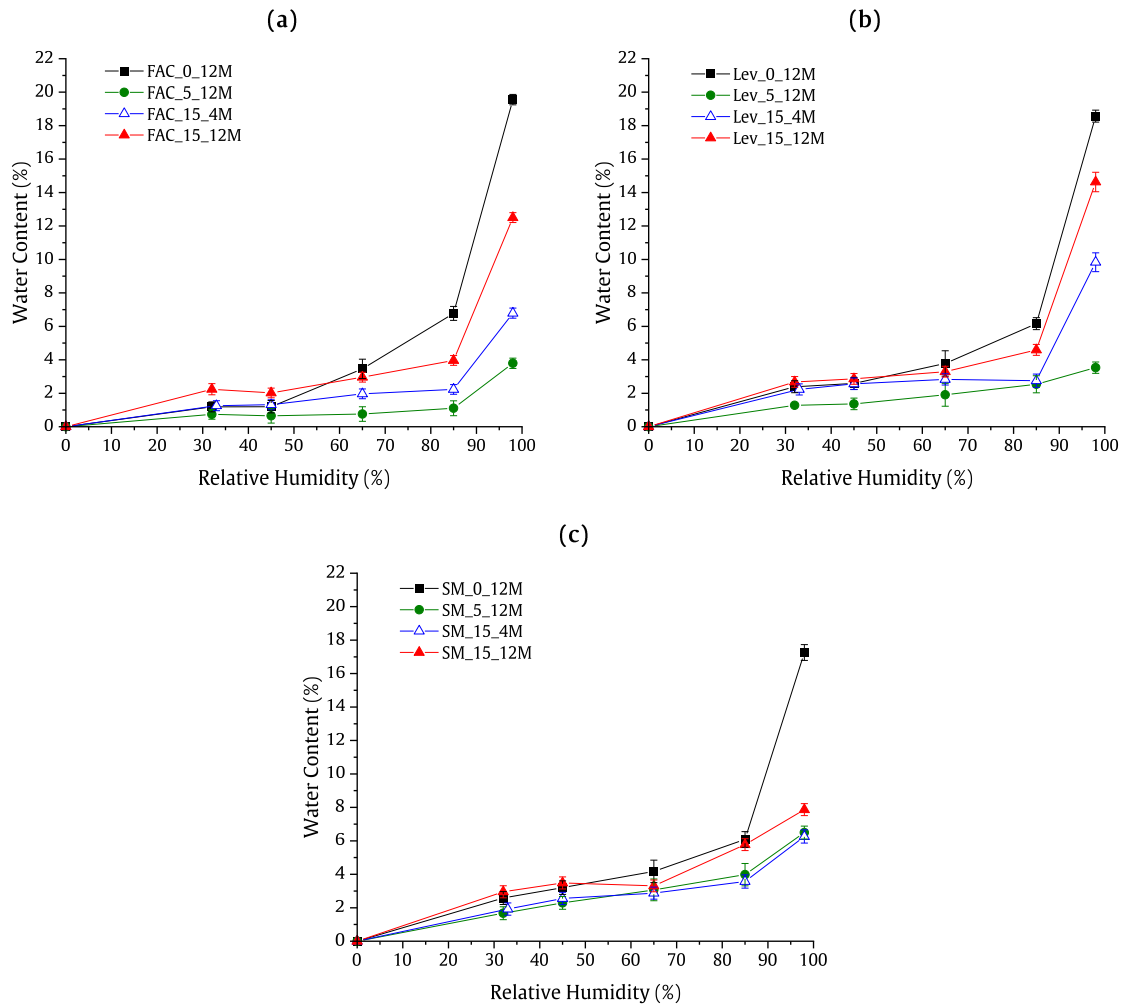 (a)
FAC_0_12M
FAC_5_12M
FAC_15_4M
FAC_15_12M
Water Content (%)
22
20
18
16
14
12
10
8
6
4
2
0
0 10 20 30 40 50 60 70 80 90 100
Relative Humidity (%)
(b)
Lev_0_12M
Lev_5_12M
Lev_15_4M
Lev_15_12M
Water Content (%)
22
20
18
16
14
12
10
8
6
4
2
0
0 10 20 30 40 50 60 70 80 90 100
Relative Humidity (%)
(c)
SM_0_12M
SM_5_12M
SM_15_4M
SM_15_12M
Water Content (%)
22
20
18
16
14
12
10
8
6
4
2
0
0 10 20 30 40 50 60 70 80 90 100
Relative Humidity (%)